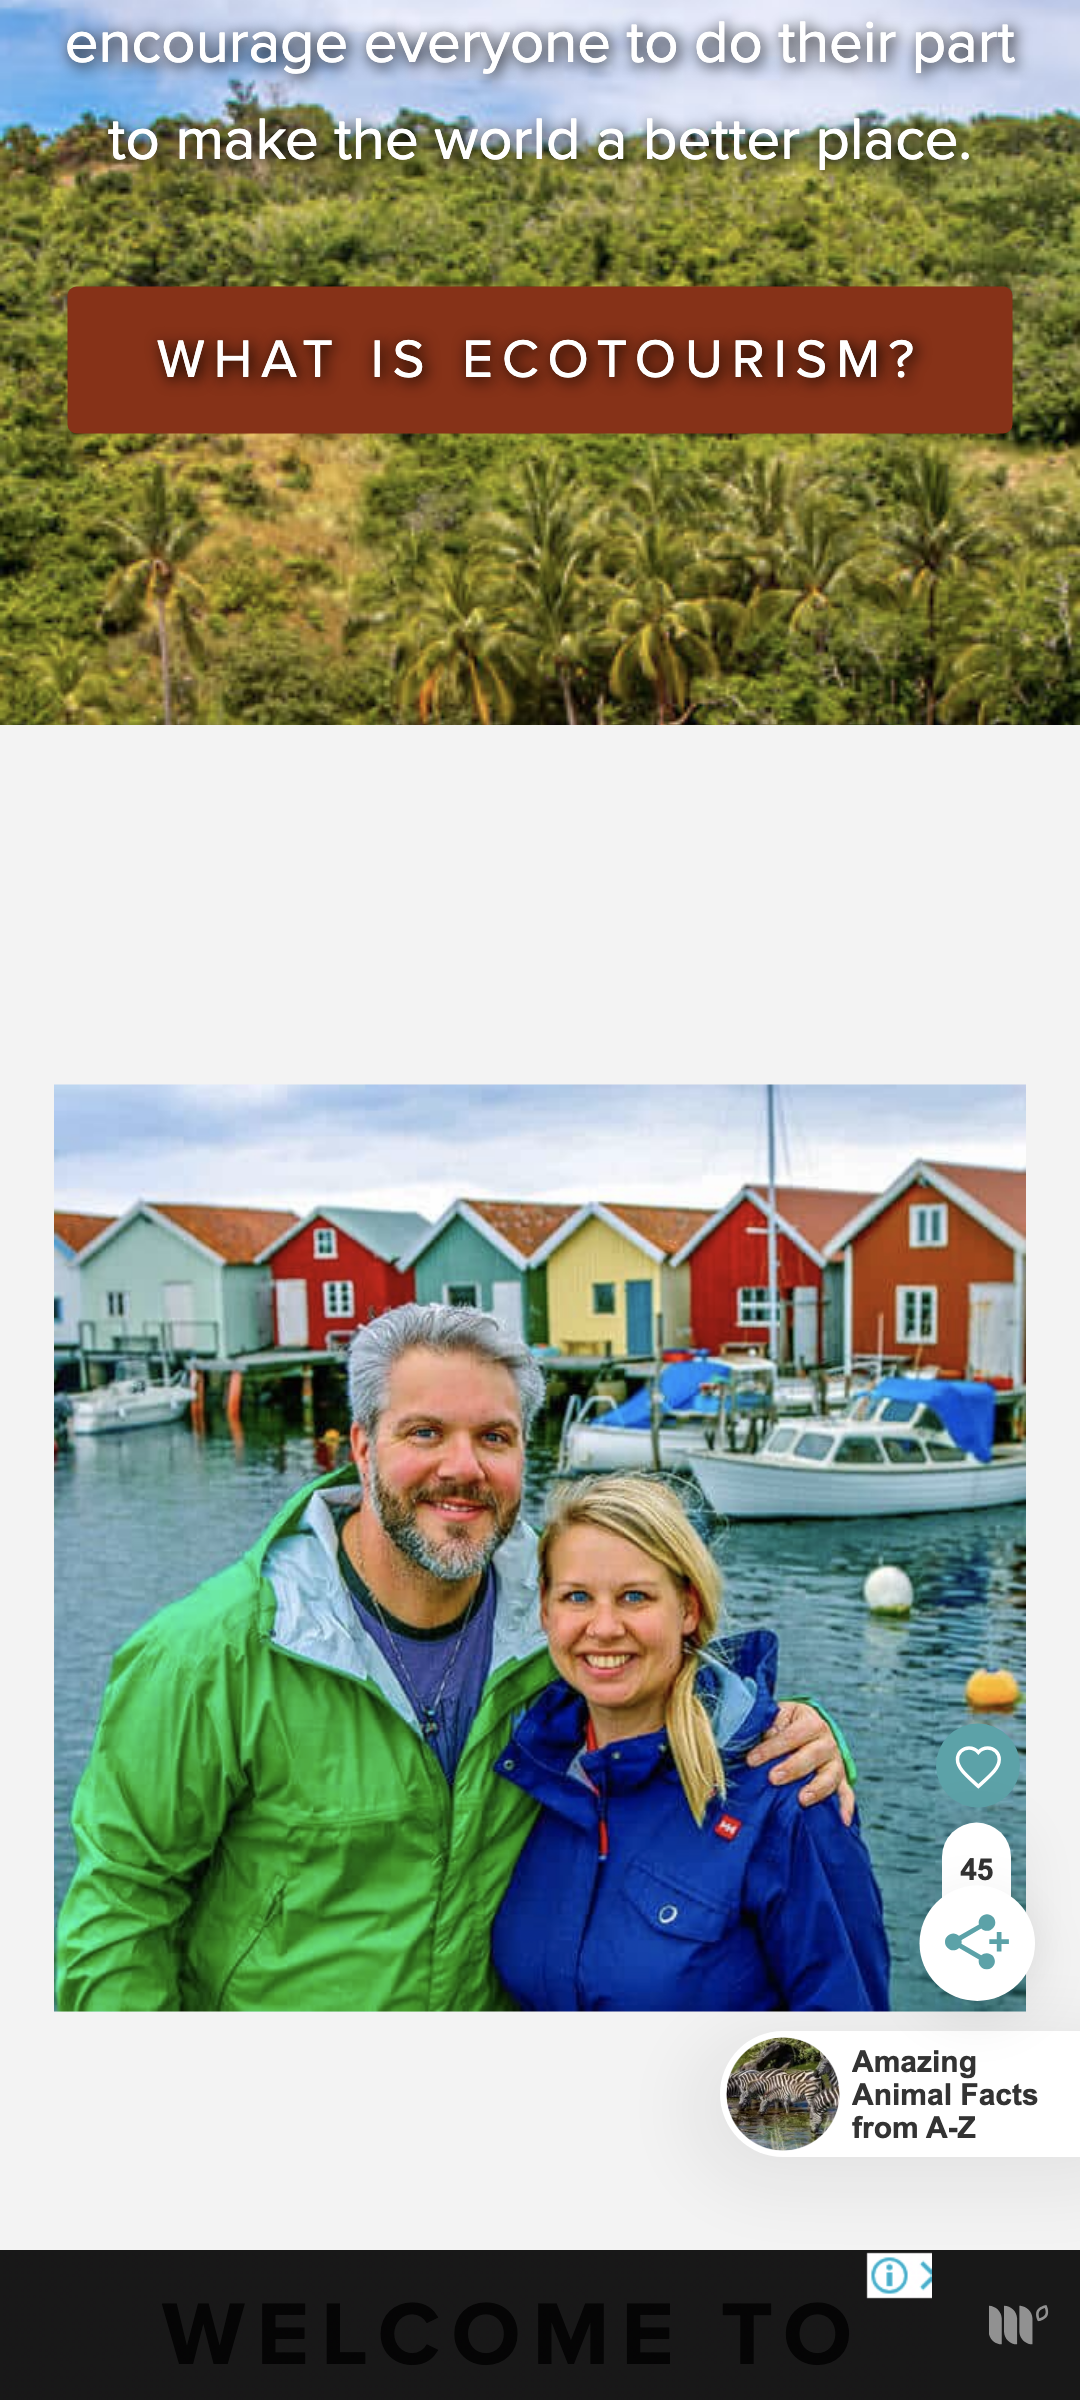 encourage everyone to do their part
to make the world a better place.
WHAT IS ECOTOURISM?
45
Amazing
Animal Facts
from A-Z
WELCOME TO